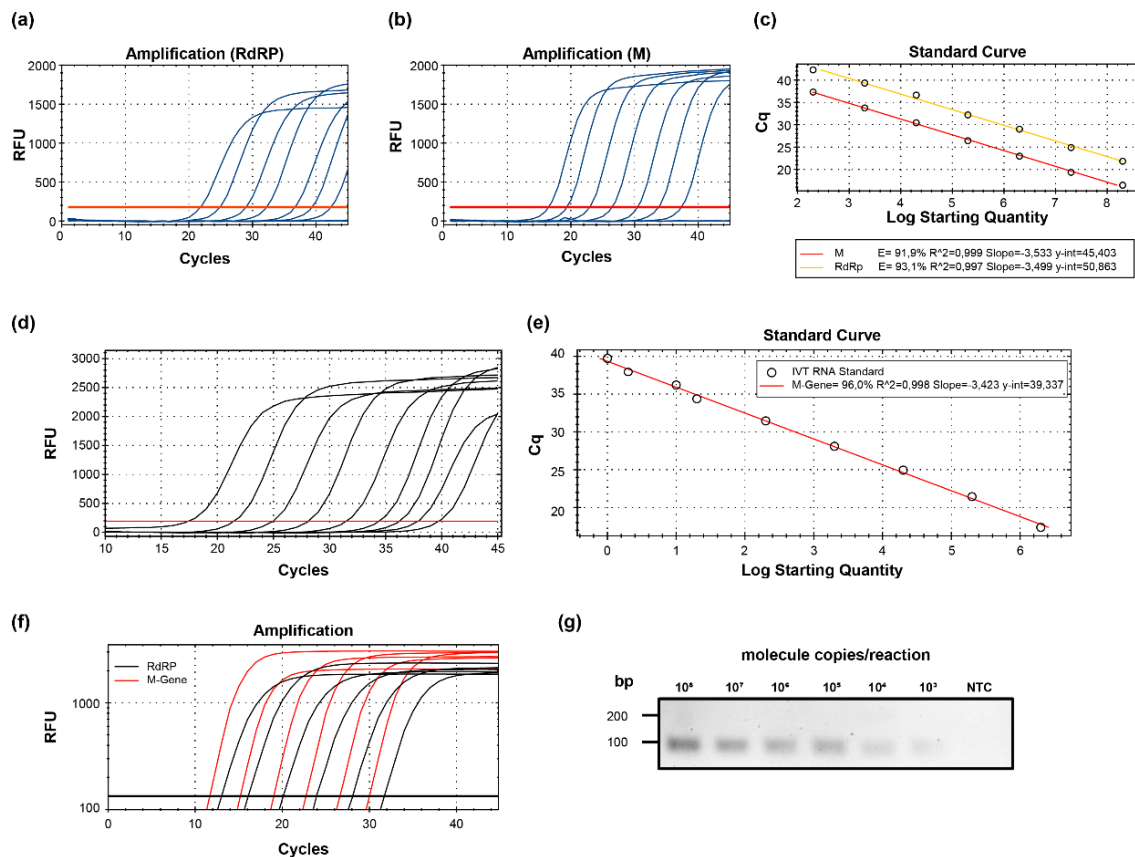 (a)
Amplification (RdRP)
RFU
2000
1500
1000
500
0
0 10 20 30 40
Cycles
(b)
Amplification (M)
RFU
2000
1500
1000
500
0
0 10 20 30 40
Cycles
(c)
Standard Curve
Cq
40
35
30
25
20
2 3 4 5 6 7 8
Log Starting Quantity
M E= 91,9% R^2=0,999 Slope=-3,533 y-int=45,403
RdRp E= 93,1% R^2=0,997 Slope=-3,499 y-int=50,863
(d)
RFU
3000
2500
2000
1500
1000
500
0
10 15 20 25 30 35 40 45
Cycles
(e)
Standard Curve
IVT RNA Standard
M-Gene= 96,0% R^2=0,998 Slope=-3,423 y-int=39,337
Cq
40
35
30
25
20
0 1 2 3 4 5 6
Log Starting Quantity
(f)
Amplification
RdRP
M-Gene
RFU
1000
100
0 10 20 30 40
Cycles
(g)
molecule copies/reaction
bp 10⁸ 10⁷ 10⁶ 10⁵ 10⁴ 10³ NTC
200
100